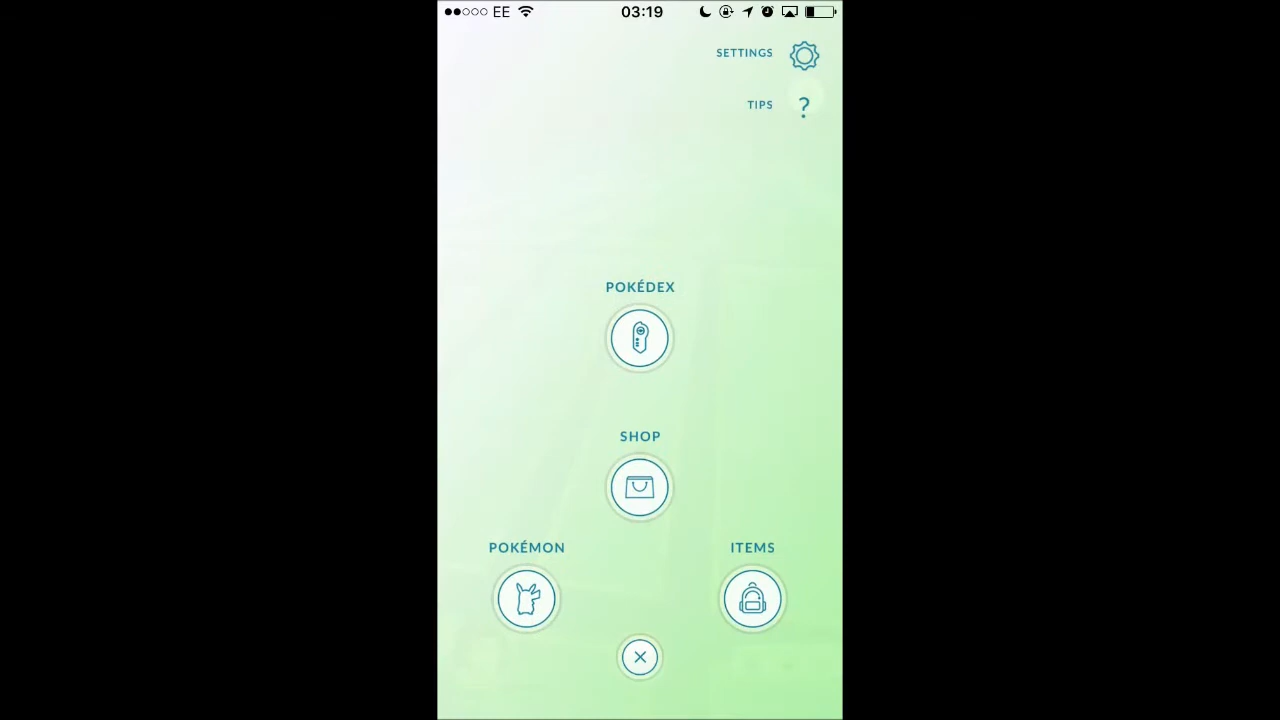 EE 03:19
SETTINGS
TIPS ?
POKÉDEX
SHOP
POKÉMON ITEMS